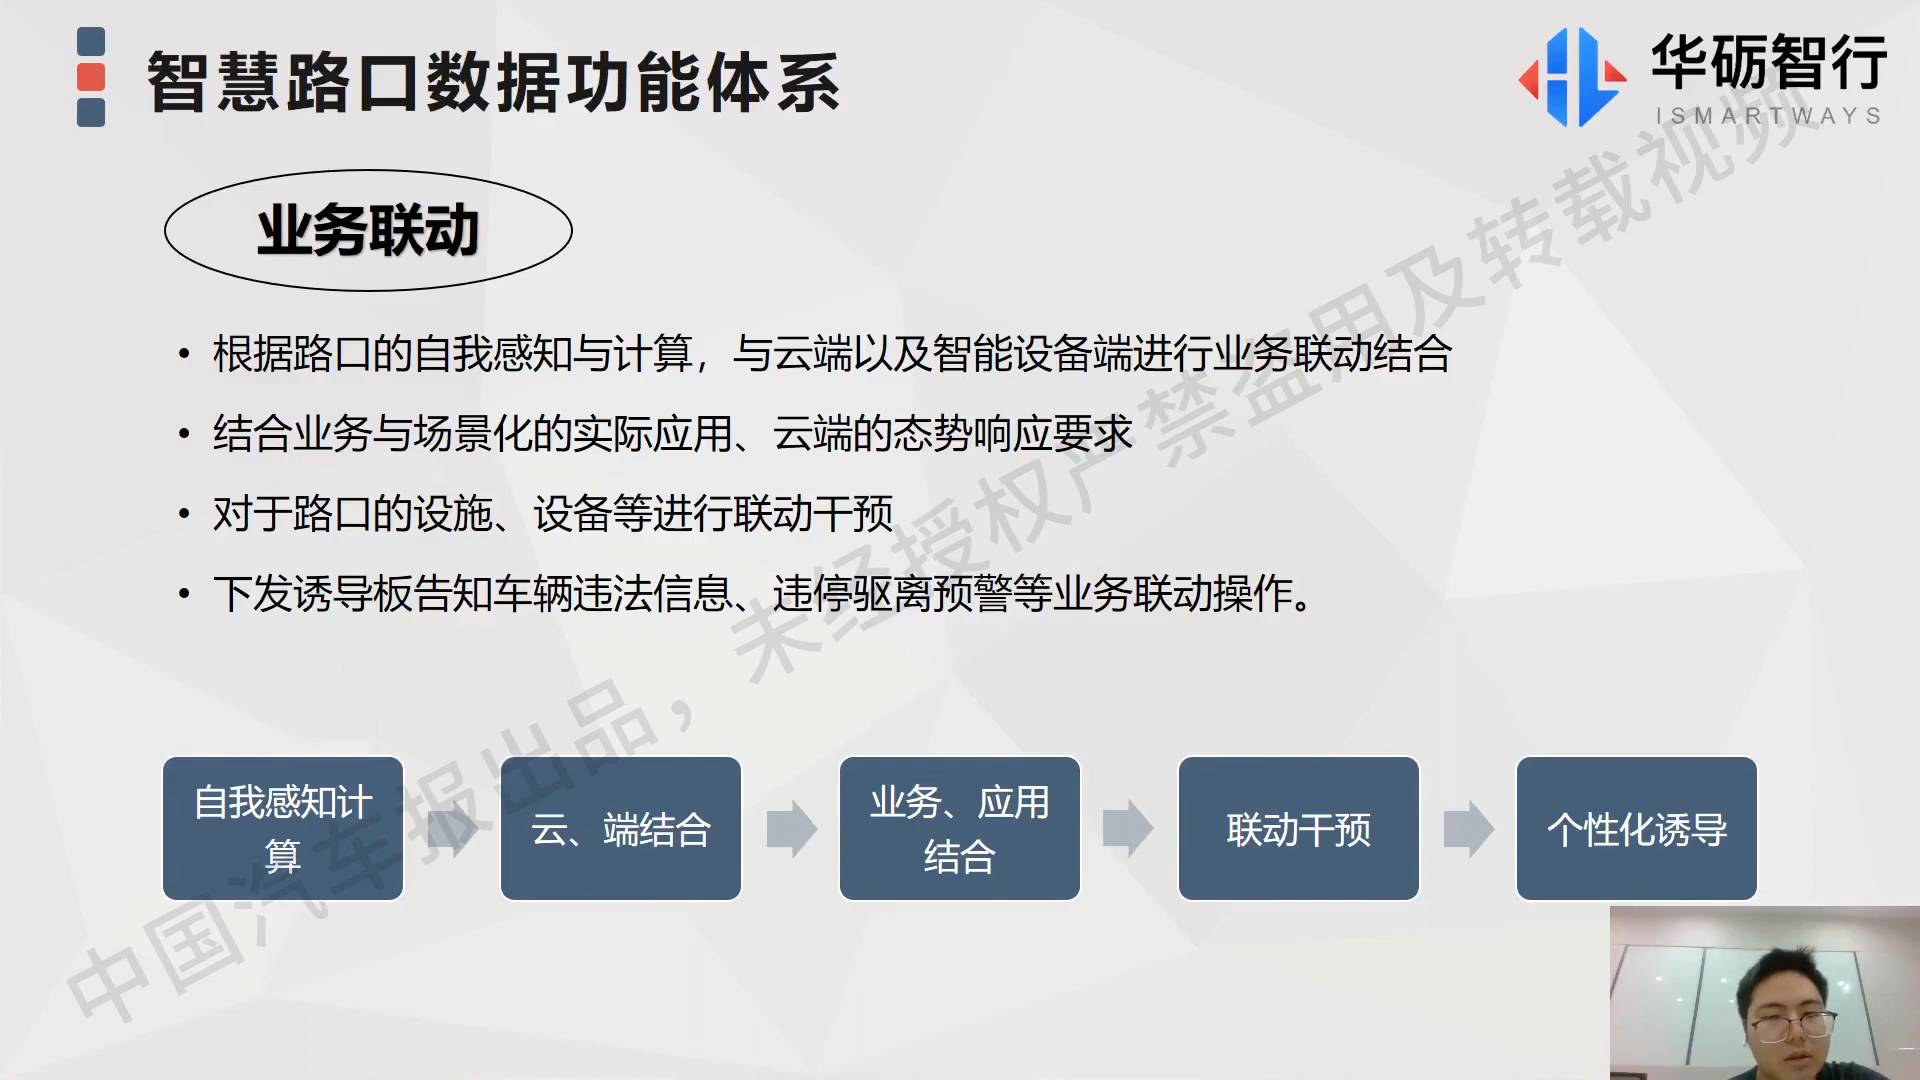 智慧路口数据功能体系
华砺智行
ISMARTWAYS
业务联动
• 根据路口的自我感知与计算，与云端以及智能设备端进行业务联动结合
• 结合业务与场景化的实际应用、云端的态势响应要求
• 对于路口的设施、设备等进行联动干预
• 下发诱导板告知车辆违法信息、违停驱离预警等业务联动操作。
自我感知计
算
云、端结合
业务、应用
结合
联动干预
个性化诱导
中国汽车报出品，未经授权严禁盗用及转载视频